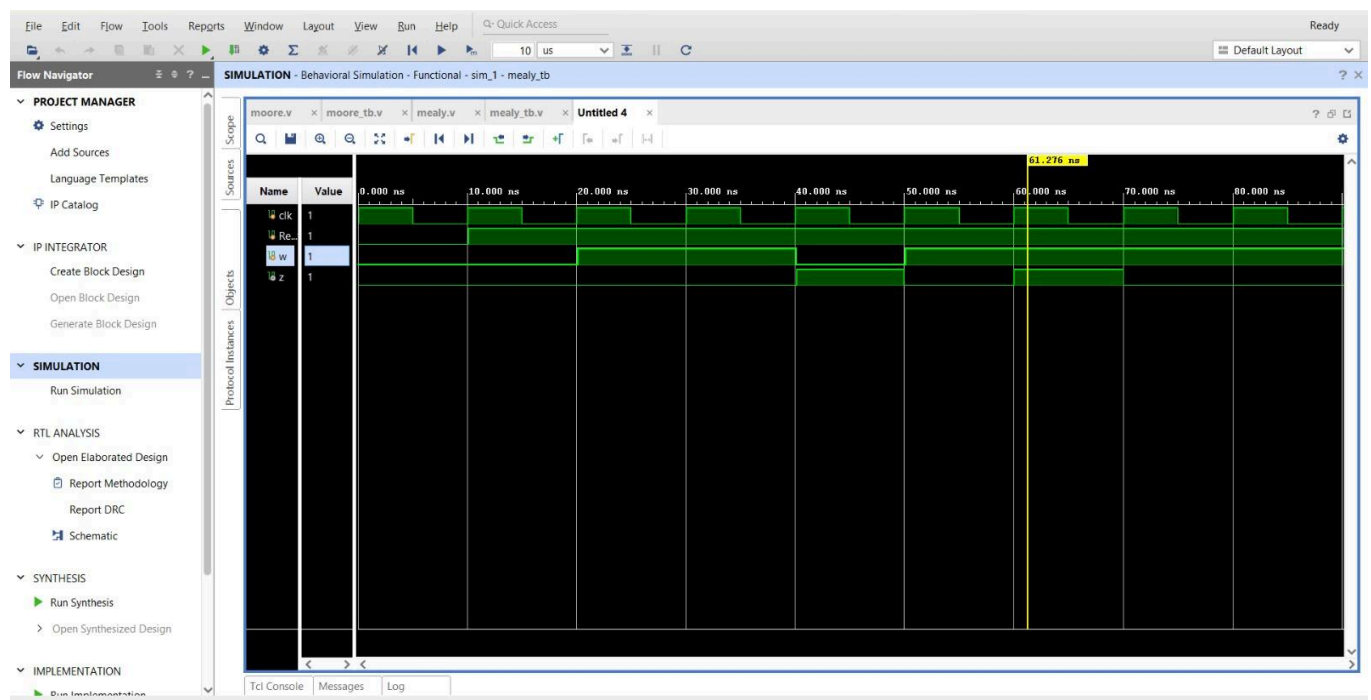 File Edit Flow Tools Reports Window Layout View Run Help Quick Access Ready
10 us Default Layout
Flow Navigator ? SIMULATION - Behavioral Simulation - Functional - sim_1 - mealy_tb ? ×
PROJECT MANAGER
Settings
Add Sources
Language Templates
IP Catalog
IP INTEGRATOR
Create Block Design
Open Block Design
Generate Block Design
SIMULATION
Run Simulation
RTL ANALYSIS
Open Elaborated Design
Report Methodology
Report DRC
Schematic
SYNTHESIS
Run Synthesis
Open Synthesized Design
IMPLEMENTATION
Run Implementation
Scope
Sources
Objects
Protocol Instances
moore.v × moore_tb.v × mealy.v × mealy_tb.v × Untitled 4 ×
61.276 ns
Name Value 0.000 ns 10.000 ns 20.000 ns 30.000 ns 40.000 ns 50.000 ns 60.000 ns 70.000 ns 80.000 ns
clk 1
Re... 1
w 1
z 1
Tcl Console Messages Log